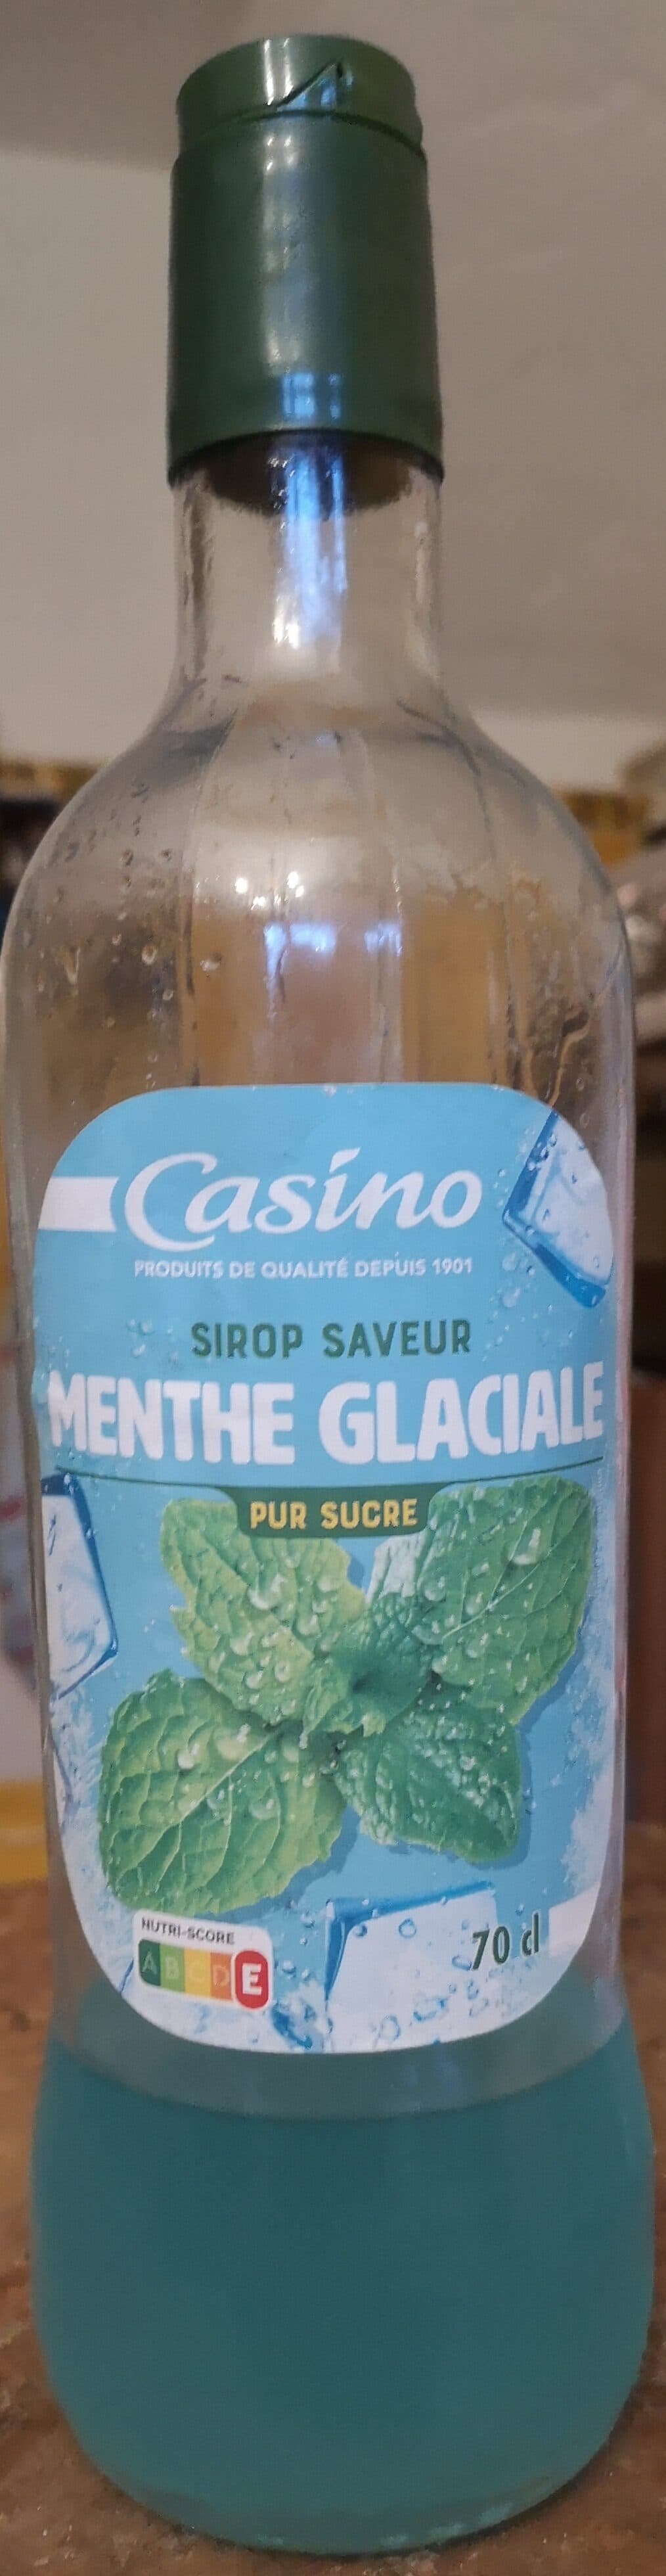 Casino
PRODUITS DE QUALITÉ DEPUIS 1901
SIROP SAVEUR
MENTHE GLACIALE
PUR SUCRE
NUTRI-SCORE
A B C D E
70 cl